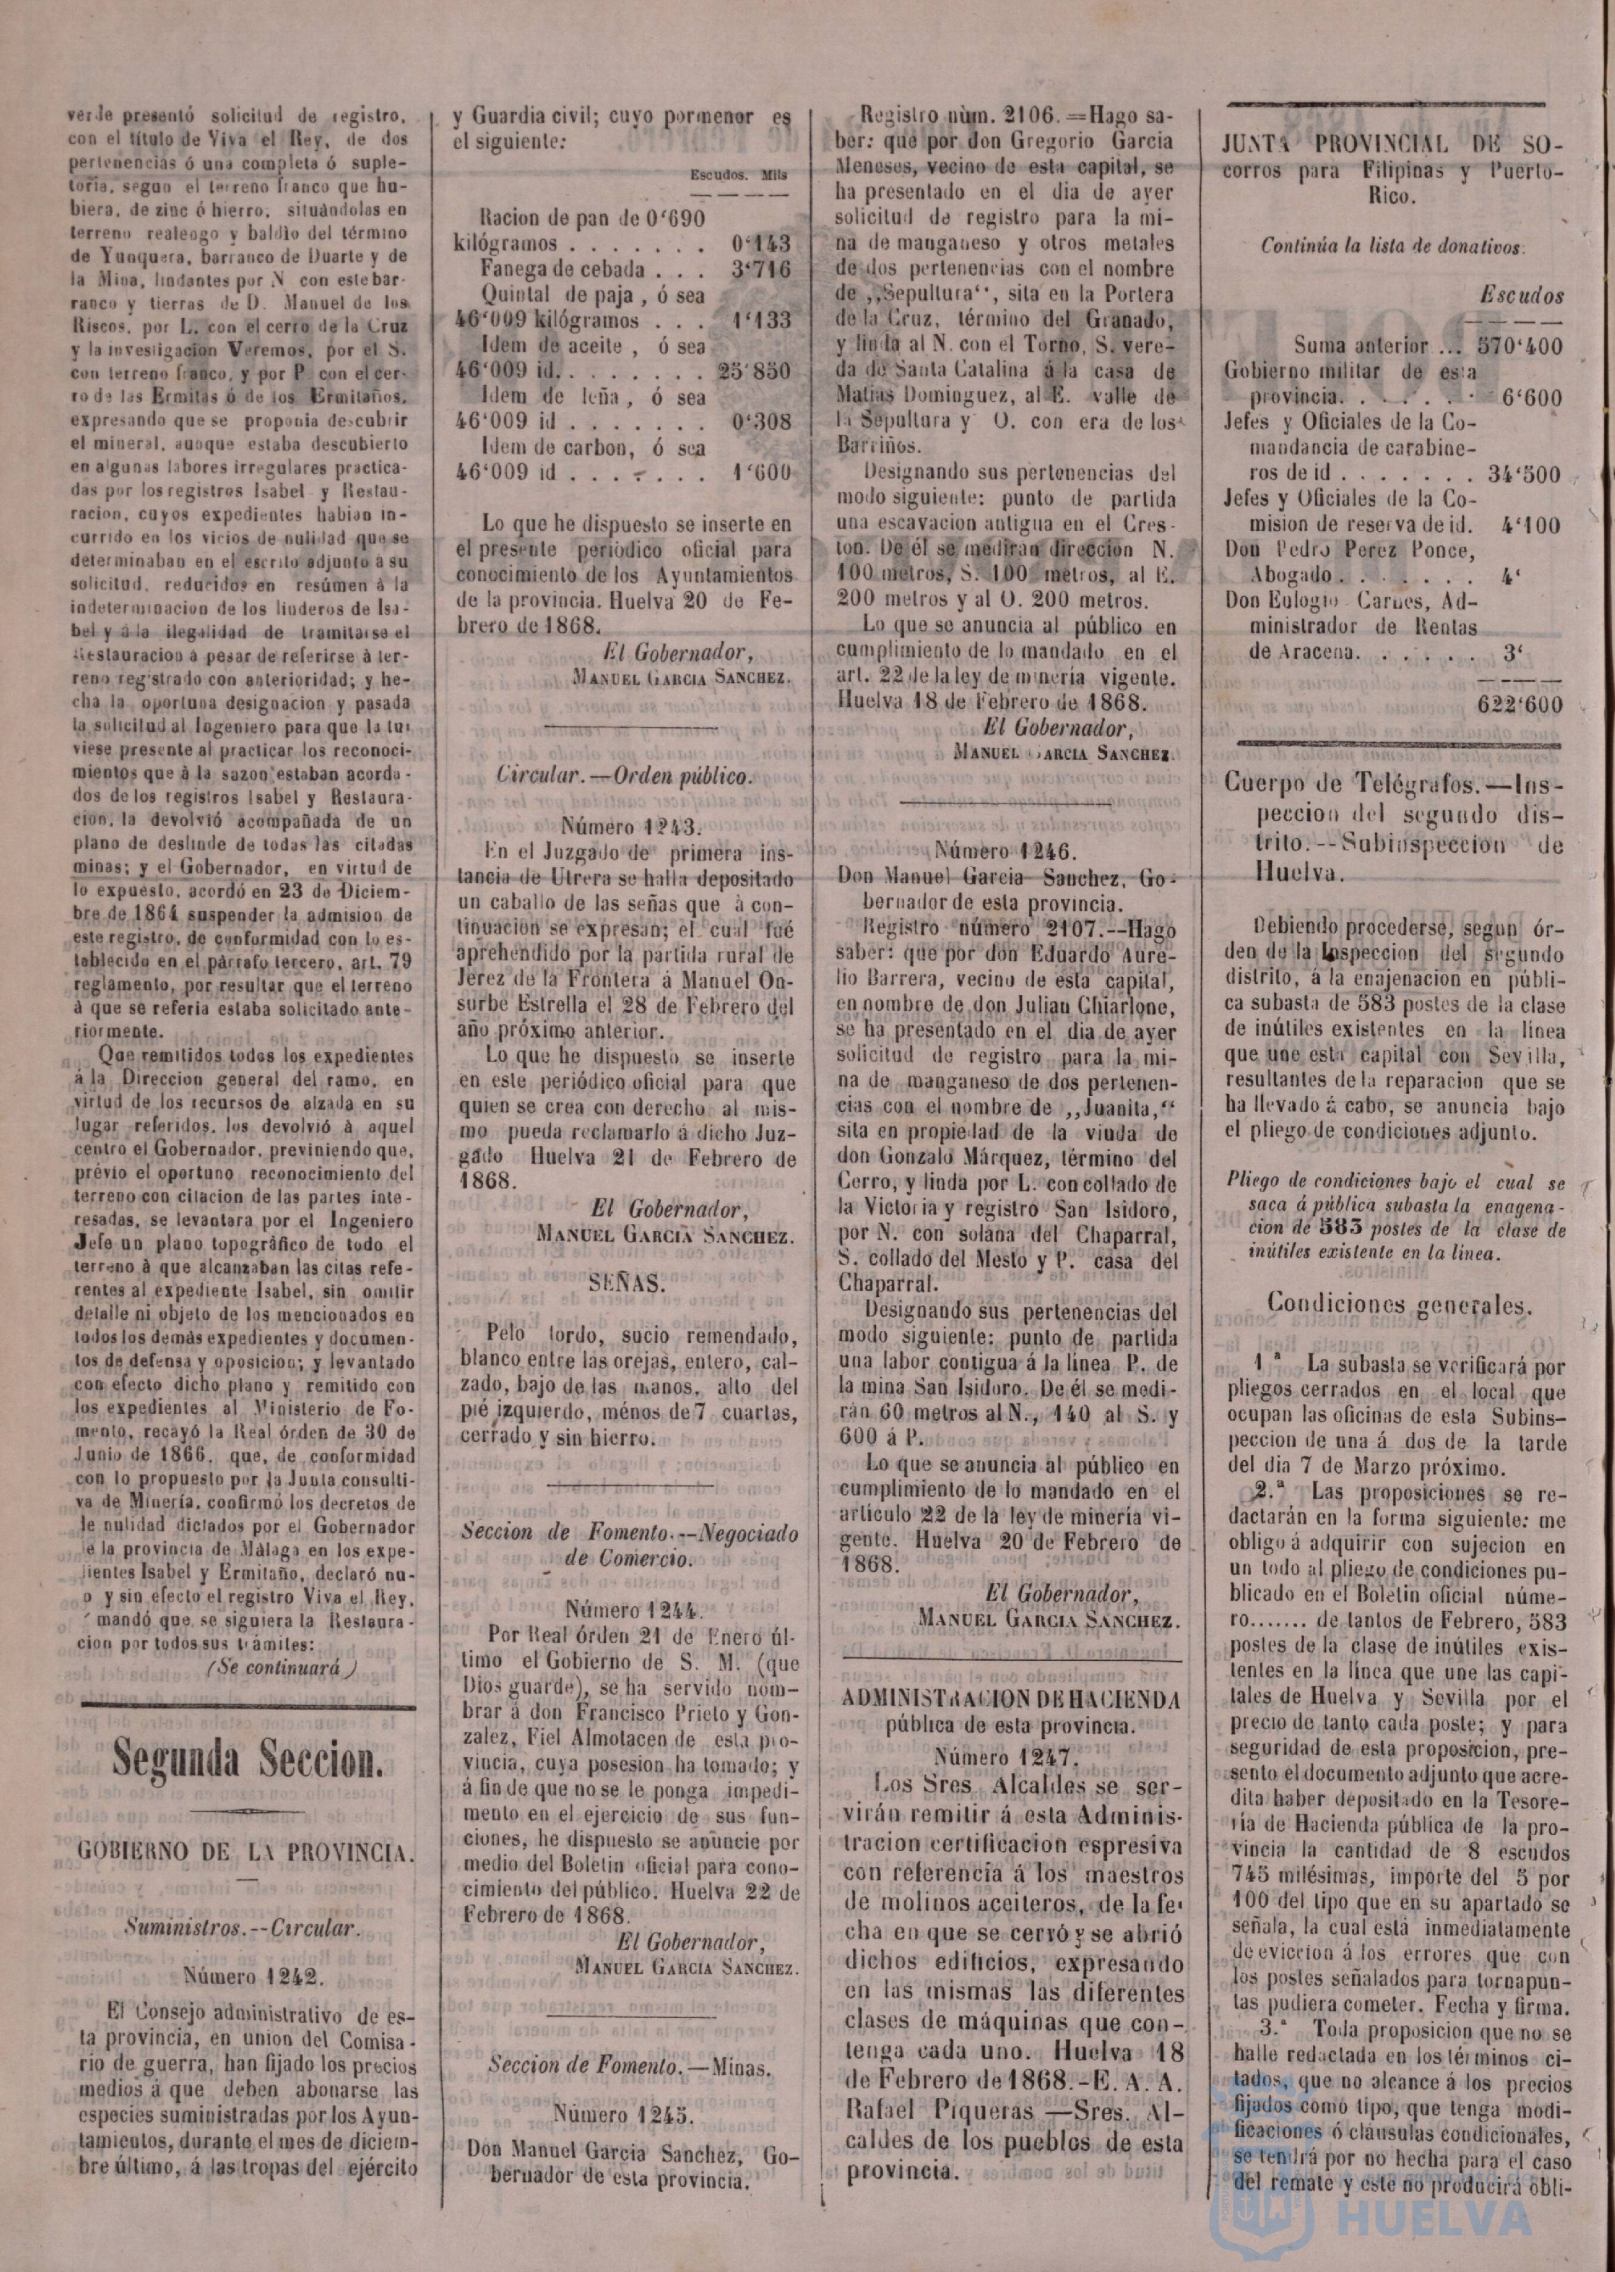 verde presentó solicitud de registro,
con el título de Viva el Rey, de dos
pertenencias ó una completa ó suple-
toria, segun el terreno franco que hu-
biera, de zinc ó hierro, situándolas en
terreno realengo y baldío del término
de Yunquera, barranco de Duarte y de
la Mina, lindantes por N con este bar-
ranco y tierras de D. Manuel de los
Riscos, por L. con el cerro de la Cruz
y la investigacion Veremos, por el S.
con terreno franco, y por P. con el cer-
ro de las Ermitas ó de los Ermitaños,
expresando que se proponia descubrir
el mineral, aunque estaba descubierto
en algunas labores irregulares practica-
das por los registros Isabel y Restau-
racion, cuyos expedientes habian in-
currido en los vicios de nulidad que se
determinaban en el escrito adjunto à su
solicitud, reducidos en resúmen à la
indeterminacion de los linderos de Isa-
bel y à la ilegalidad de tramitarse el
Restauracion à pesar de referirse à ter-
reno registrado con anterioridad; y he-
cha la oportuna designacion y pasada
la solicitud al Ingeniero para que la tu-
viese presente al practicar los reconoci-
mientos que à la sazon estaban acorda-
dos de los registros Isabel y Restaura-
cion, la devolvió acompañada de un
plano de deslinde de todas las citadas
minas; y el Gobernador, en virtud de
lo expuesto, acordó en 23 de Diciem-
bre de 1864 suspender la admision de
este registro, de conformidad con lo es-
tablecido en el párrafo tercero, art. 79
reglamento, por resultar que el terreno
à que se referia estaba solicitado ante-
riormente.
Que remitidos todos los expedientes
à la Direccion general del ramo, en
virtud de los recursos de alzada en su
lugar referidos, los devolvió à aquel
centro el Gobernador, previniendo que,
prévio el oportuno reconocimiento del
terreno con citacion de las partes inte-
resadas, se levantara por el Ingeniero
Jefe un plano topogràfico de todo el
terreno à que alcanzaban las citas refe-
rentes al expediente Isabel, sin omitir
detalle ni objeto de los mencionados en
todos los demás expedientes y documen-
tos de defensa y oposicion; y levantado
con efecto dicho plano y remitido con
los expedientes al Ministerio de Fo-
mento, recayó la Real órden de 30 de
Junio de 1866, que, de conformidad
con lo propuesto por la Junta consulti-
va de Minería, confirmó los decretos de
le nulidad dictados por el Gobernador
e la provincia de Málaga en los expe-
dientes Isabel y Ermitaño, declaró nu-
o y sin efecto el registro Viva el Rey,
mandó que se siguiera la Restaura-
cion por todos sus trámites:
(Se continuará)
Segunda Seccion.
GOBIERNO DE LA PROVINCIA.
Suministros.--Circular.
Número 1242.
El Consejo administrativo de es-
ta provincia, en union del Comisa-
rio de guerra, han fijado los precios
medios á que deben abonarse las
especies suministradas por los Ayun-
tamientos, durante el mes de diciem-
bre último, á las tropas del ejército
y Guardia civil; cuyo pormenor es
el siguiente:
Escudos. Mils
Racion de pan de 0‘690
kilógramos . . . . . . . 0‘143
Fanega de cebada . . . 3‘716
Quintal de paja, ó sea
46‘009 kilógramos . . . 1‘133
Idem de aceite, ó sea
46‘009 id. . . . . . . . 25‘850
Idem de leña, ó sea
46‘009 id . . . . . . . 0‘308
Idem de carbon, ó sea
46‘009 id . . . . . . . 1‘600
Lo que he dispuesto se inserte en
el presente periódico oficial para
conocimiento de los Ayuntamientos
de la provincia. Huelva 20 de Fe-
brero de 1868.
El Gobernador,
MANUEL GARCIA SANCHEZ.
Circular.—Orden público.
Número 1243.
En el Juzgado de primera ins-
tancia de Utrera se halla depositado
un caballo de las señas que à con-
tinuacion se expresan; el cual fué
aprehendido por la partida rural de
Jerez de la Frontera á Manuel On-
surbe Estrella el 28 de Febrero del
año próximo anterior.
Lo que he dispuesto se inserte
en este periódico oficial para que
quien se crea con derecho al mis-
mo pueda reclamarlo á dicho Juz-
gado Huelva 21 de Febrero de
1868.
El Gobernador,
MANUEL GARCIA SANCHEZ.
SEÑAS.
Pelo tordo, sucio remendado,
blanco entre las orejas, entero, cal-
zado, bajo de las manos, alto del
pié izquierdo, ménos de 7 cuartas,
cerrado y sin hierro.
Seccion de Fomento.--Negociado
de Comercio.
Número 1244.
Por Real órden 21 de Enero úl-
timo el Gobierno de S. M. (que
Dios guarde), se ha servido nom-
brar á don Francisco Prieto y Gon-
zalez, Fiel Almotacen de esta pro-
vincia, cuya posesion ha tomado; y
á fin de que no se le ponga impedi-
mento en el ejercicio de sus fun-
ciones, he dispuesto se anuncie por
medio del Boletin oficial para cono-
cimiento del público. Huelva 22 de
Febrero de 1868.
El Gobernador,
MANUEL GARCIA SANCHEZ.
Seccion de Fomento.—Minas.
Número 1245.
Don Manuel Garcia Sanchez, Go-
bernador de esta provincia.
Registro núm. 2106.=Hago sa-
ber: que por don Gregorio Garcia
Meneses, vecino de esta capital, se
ha presentado en el dia de ayer
solicitud de registro para la mi-
na de manganeso y otros metales
de dos pertenencias con el nombre
de ,,Sepultura‘‘, sita en la Portera
de la Cruz, término del Granado,
y linda al N. con el Torno, S. vere-
da de Santa Catalina á la casa de
Matias Dominguez, al E. valle de
la Sepultura y O. con era de los
Barriños.
Designando sus pertenencias del
modo siguiente: punto de partida
una escavacion antigua en el Cres-
ton. De él se medirán direccion N.
100 metros, S. 100 metros, al E.
200 metros y al O. 200 metros.
Lo que se anuncia al público en
cumplimiento de lo mandado en el
art. 22 de la ley de minería vigente.
Huelva 18 de Febrero de 1868.
El Gobernador,
MANUEL GARCIA SANCHEZ.
Número 1246.
Don Manuel Garcia Sanchez, Go-
bernador de esta provincia.
Registro número 2107.--Hago
saber: que por don Eduardo Aure-
lio Barrera, vecino de esta capital,
en nombre de don Julian Chiarlone,
se ha presentado en el dia de ayer
solicitud de registro para la mi-
na de manganeso de dos pertenen-
cias con el nombre de ,,Juanita,‘‘
sita en propiedad de la viuda de
don Gonzalo Márquez, término del
Cerro, y linda por L. con collado de
la Victoria y registro San Isidoro,
por N. con solana del Chaparral,
S. collado del Mesto y P. casa del
Chaparral.
Designando sus pertenencias del
modo siguiente: punto de partida
una labor contigua á la línea P. de
la mina San Isidoro. De él se medi-
rán 60 metros al N., 140 al S. y
600 á P.
Lo que se anuncia al público en
cumplimiento de lo mandado en el
artículo 22 de la ley de minería vi-
gente. Huelva 20 de Febrero de
1868.
El Gobernador,
MANUEL GARCIA SANCHEZ.
ADMINISTRACION DE HACIENDA
pública de esta provincia.
Número 1247.
Los Sres. Alcaldes se ser-
virán remitir á esta Adminis-
tracion certificacion espresiva
con referencia á los maestros
de molinos aceiteros, de la fe-
cha en que se cerró y se abrió
dichos edificios, expresando
en las mismas las diferentes
clases de máquinas que con-
tenga cada uno. Huelva 18
de Febrero de 1868.-E. A. A.
Rafael Piqueras —Sres. Al-
caldes de los pueblos de esta
provincia.
JUNTA PROVINCIAL DE SO-
corros para Filipinas y Puerto-
Rico.
Continúa la lista de donativos.
Escudos
Suma anterior ... 570‘400
Gobierno militar de esta
provincia. . . . . . . 6‘600
Jefes y Oficiales de la Co-
mandancia de carabine-
ros de id . . . . . . . 34‘500
Jefes y Oficiales de la Co-
mision de reserva de id. 4‘100
Don Pedro Perez Ponce,
Abogado . . . . . . . 4‘
Don Eulogio Carnes, Ad-
ministrador de Rentas
de Aracena. . . . . . 3‘
622‘600
Cuerpo de Telégrafos.—Ins-
peccion del segundo dis-
trito.--Subinspeccion de
Huelva.
Debiendo procederse, segun ór-
den de la Inspeccion del segundo
distrito, á la enajenacion en públi-
ca subasta de 583 postes de la clase
de inútiles existentes en la línea
que une esta capital con Sevilla,
resultantes de la reparacion que se
ha llevado á cabo, se anuncia bajo
el pliego de condiciones adjunto.
Pliego de condiciones bajo el cual se
saca á pública subasta la enagena-
cion de 583 postes de la clase de
inútiles existente en la línea.
Condiciones generales.
1.ª La subasta se verificará por
pliegos cerrados en el local que
ocupan las oficinas de esta Subins-
peccion de una á dos de la tarde
del dia 7 de Marzo próximo.
2.ª Las proposiciones se re-
dactarán en la forma siguiente: me
obligo á adquirir con sujecion en
un todo al pliego de condiciones pu-
blicado en el Boletin oficial núme-
ro....... de tantos de Febrero, 583
postes de la clase de inútiles exis-
tentes en la línea que une las capi-
tales de Huelva y Sevilla por el
precio de tanto cada poste; y para
seguridad de esta proposicion, pre-
sento el documento adjunto que acre-
dita haber depositado en la Tesore-
ría de Hacienda pública de la pro-
vincia la cantidad de 8 escudos
745 milésimas, importe del 5 por
100 del tipo que en su apartado se
señala, la cual está inmediatamente
de eviccion á los errores que con
los postes señalados para tornapun-
tas pudiera cometer. Fecha y firma.
3.ª Toda proposicion que no se
halle redactada en los términos ci-
tados, que no alcance á los precios
fijados como tipo, que tenga modi-
ficaciones ó cláusulas condicionales,
se tendrá por no hecha para el caso
del remate y este no producirá obli-
HUELVA